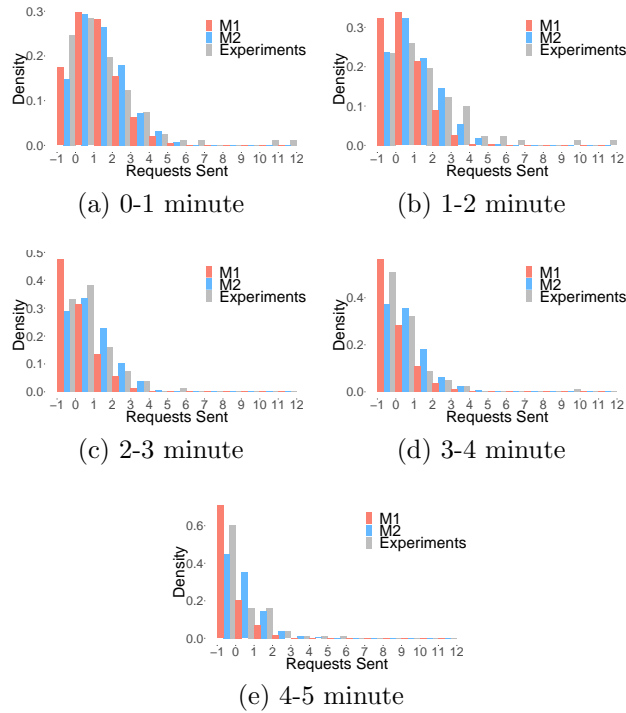 0.3
0.2
0.1
0.0
Density
M1
M2
Experiments
-1 0 1 2 3 4 5 6 7 8 9 10 11 12
Requests Sent
(a) 0-1 minute
0.3
0.2
0.1
0.0
Density
M1
M2
Experiments
-1 0 1 2 3 4 5 6 7 8 9 10 11 12
Requests Sent
(b) 1-2 minute
0.5
0.4
0.3
0.2
0.1
0.0
Density
M1
M2
Experiments
-1 0 1 2 3 4 5 6 7 8 9 10 11 12
Requests Sent
(c) 2-3 minute
0.4
0.2
0.0
Density
M1
M2
Experiments
-1 0 1 2 3 4 5 6 7 8 9 10 11 12
Requests Sent
(d) 3-4 minute
0.6
0.4
0.2
0.0
Density
M1
M2
Experiments
-1 0 1 2 3 4 5 6 7 8 9 10 11 12
Requests Sent
(e) 4-5 minute